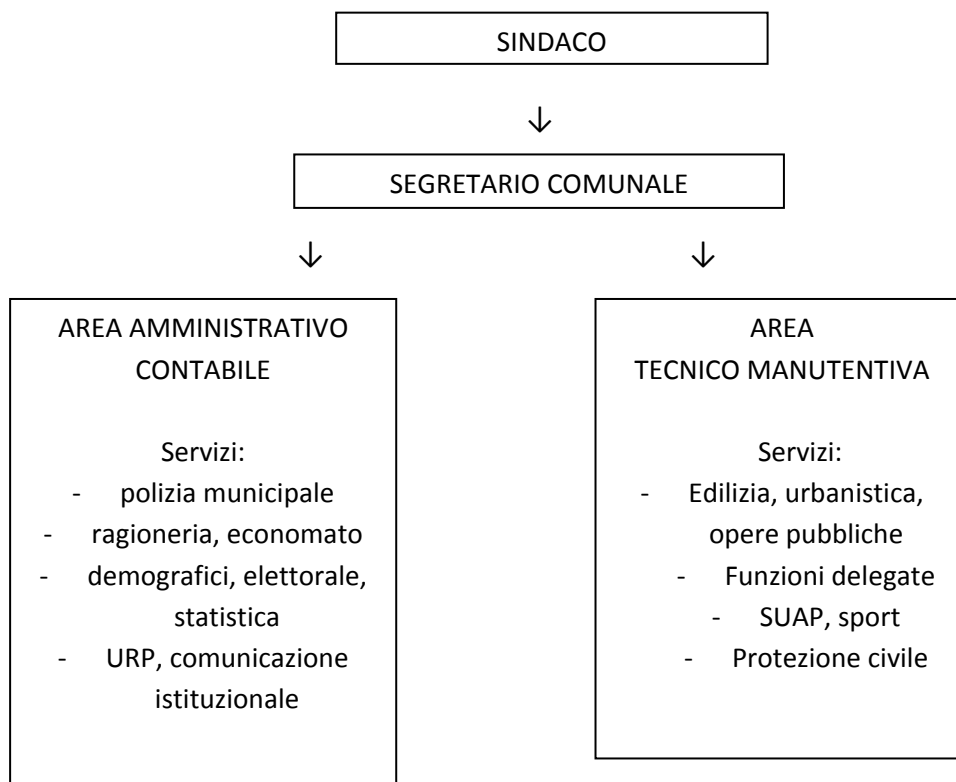 SINDACO
↓
SEGRETARIO COMUNALE
↓ ↓
AREA AMMINISTRATIVO
CONTABILE
Servizi:
- polizia municipale
- ragioneria, economato
- demografici, elettorale,
statistica
- URP, comunicazione
istituzionale
AREA
TECNICO MANUTENTIVA
Servizi:
- Edilizia, urbanistica,
opere pubbliche
- Funzioni delegate
- SUAP, sport
- Protezione civile